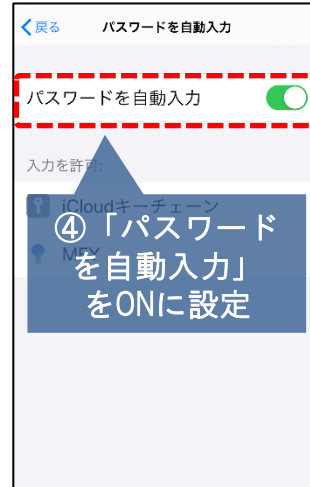 戻る パスワードを自動入力
パスワードを自動入力
入力を許可:
iCloudキーチェーン
④「パスワード
を自動入力」
をONに設定